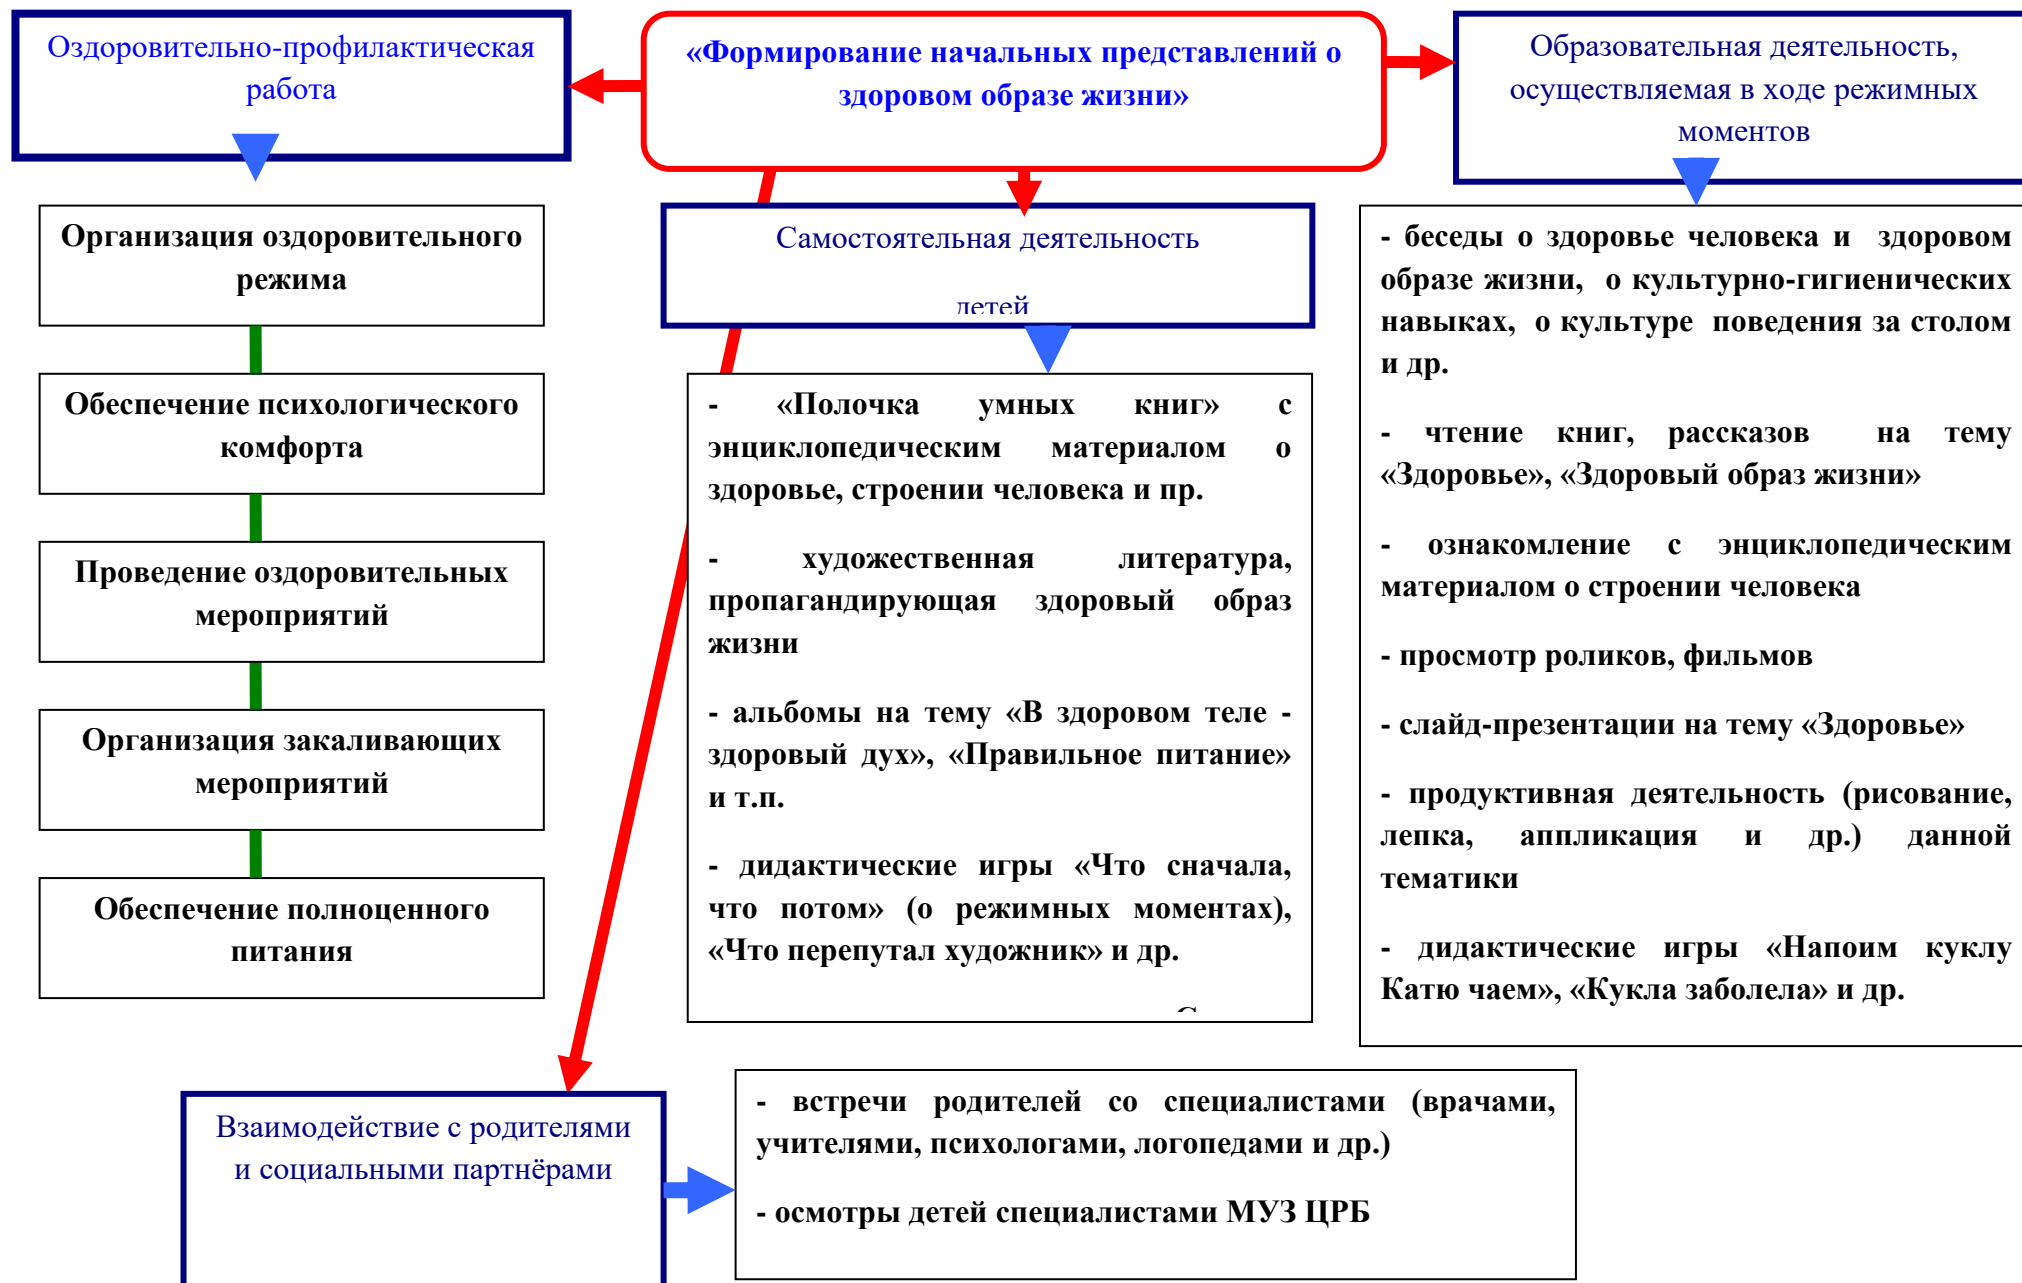 Оздоровительно-профилактическая
работа
«Формирование начальных представлений о
здоровом образе жизни»
Образовательная деятельность,
осуществляемая в ходе режимных
моментов
Организация оздоровительного
режима
Обеспечение психологического
комфорта
Проведение оздоровительных
мероприятий
Организация закаливающих
мероприятий
Обеспечение полноценного
питания
Самостоятельная деятельность
детей
- «Полочка умных книг» с
энциклопедическим материалом о
здоровье, строении человека и пр.
- художественная литература,
пропагандирующая здоровый образ
жизни
- альбомы на тему «В здоровом теле -
здоровый дух», «Правильное питание»
и т.п.
- дидактические игры «Что сначала,
что потом» (о режимных моментах),
«Что перепутал художник» и др.
- беседы о здоровье человека и здоровом
образе жизни, о культурно-гигиенических
навыках, о культуре поведения за столом
и др.
- чтение книг, рассказов на тему
«Здоровье», «Здоровый образ жизни»
- ознакомление с энциклопедическим
материалом о строении человека
- просмотр роликов, фильмов
- слайд-презентации на тему «Здоровье»
- продуктивная деятельность (рисование,
лепка, аппликация и др.) данной
тематики
- дидактические игры «Напоим куклу
Катю чаем», «Кукла заболела» и др.
Взаимодействие с родителями
и социальными партнёрами
- встречи родителей со специалистами (врачами,
учителями, психологами, логопедами и др.)
- осмотры детей специалистами МУЗ ЦРБ